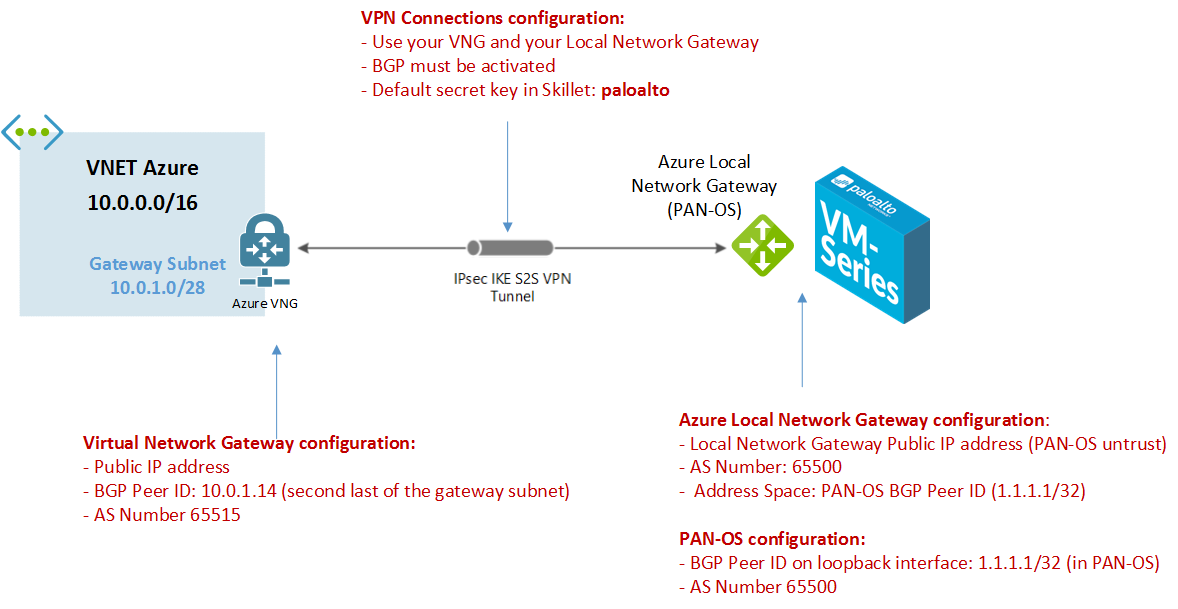 VPN Connections configuration:
- Use your VNG and your Local Network Gateway
- BGP must be activated
- Default secret key in Skillet: paloalto
VNET Azure
10.0.0.0/16
Gateway Subnet
10.0.1.0/28
Azure VNG
IPsec IKE S2S VPN
Tunnel
Azure Local
Network Gateway
(PAN-OS)
paloalto
VM-
Series
Virtual Network Gateway configuration:
- Public IP address
- BGP Peer ID: 10.0.1.14 (second last of the gateway subnet)
- AS Number 65515
Azure Local Network Gateway configuration:
- Local Network Gateway Public IP address (PAN-OS untrust)
- AS Number: 65500
- Address Space: PAN-OS BGP Peer ID (1.1.1.1/32)
PAN-OS configuration:
- BGP Peer ID on loopback interface: 1.1.1.1/32 (in PAN-OS)
- AS Number 65500